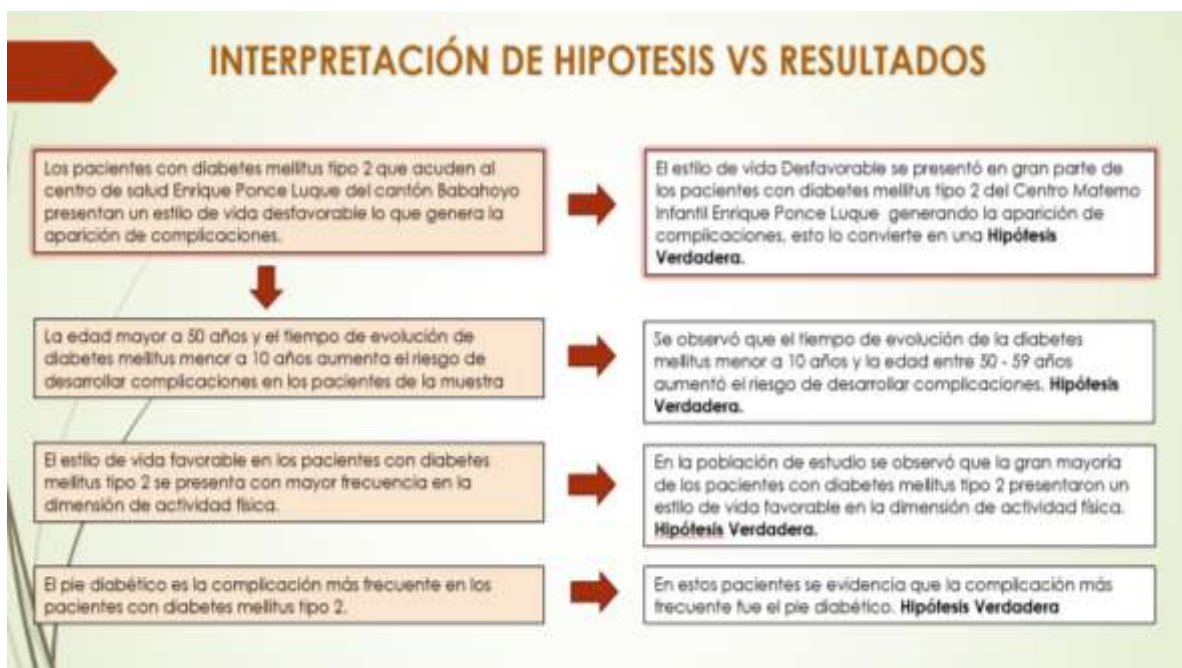 INTERPRETACIÓN DE HIPOTESIS VS RESULTADOS
Los pacientes con diabetes mellitus tipo 2 que acuden al
centro de salud Enrique Ponce Luque del cantón Babahoyo
presentan un estilo de vida desfavorable lo que genera la
aparición de complicaciones.
El estilo de vida Desfavorable se presentó en gran parte de
los pacientes con diabetes mellitus tipo 2 del Centro Materno
Infantil Enrique Ponce Luque generando la aparición de
complicaciones, esto lo convierte en una Hipótesis
Verdadera.
La edad mayor a 50 años y el tiempo de evolución de
diabetes mellitus menor a 10 años aumenta el riesgo de
desarrollar complicaciones en los pacientes de la muestra
Se observó que el tiempo de evolución de la diabetes
mellitus menor a 10 años y la edad entre 50 - 59 años
aumentó el riesgo de desarrollar complicaciones. Hipótesis
Verdadera.
El estilo de vida favorable en los pacientes con diabetes
mellitus tipo 2 se presenta con mayor frecuencia en la
dimensión de actividad física.
En la población de estudio se observó que la gran mayoría
de los pacientes con diabetes mellitus tipo 2 presentaron un
estilo de vida favorable en la dimensión de actividad física.
Hipótesis Verdadera.
El pie diabético es la complicación más frecuente en los
pacientes con diabetes mellitus tipo 2.
En estos pacientes se evidencia que la complicación más
frecuente fue el pie diabético. Hipótesis Verdadera